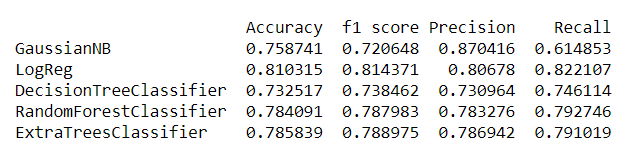 Accuracy f1 score Precision Recall
GaussianNB 0.758741 0.720648 0.870416 0.614853
LogReg 0.810315 0.814371 0.80678 0.822107
DecisionTreeClassifier 0.732517 0.738462 0.730964 0.746114
RandomForestClassifier 0.784091 0.787983 0.783276 0.792746
ExtraTreesClassifier 0.785839 0.788975 0.786942 0.791019